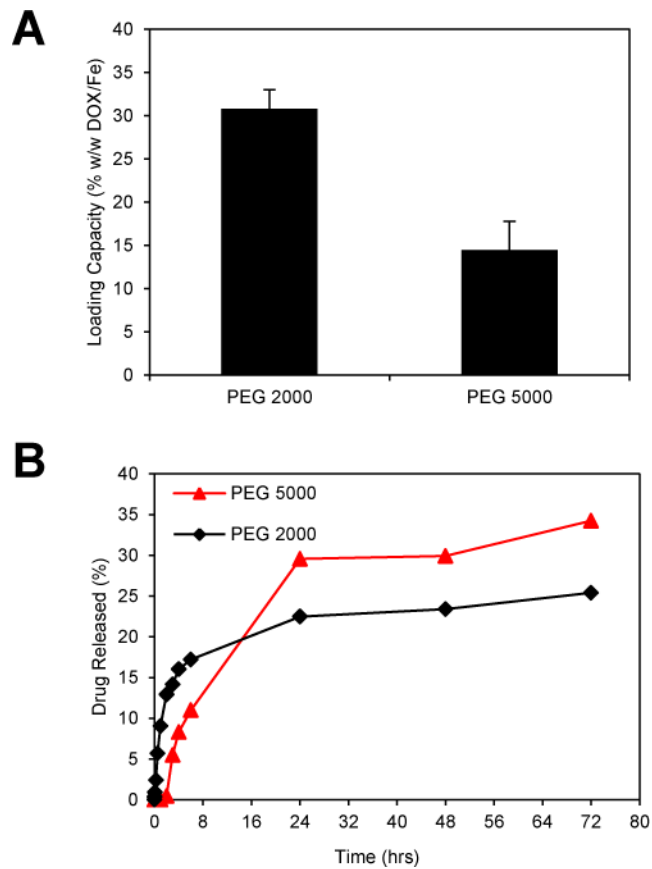 A
Loading Capacity (% w/w DOX/Fe)
40
35
30
25
20
15
10
5
0
PEG 2000 PEG 5000
B
Drug Released (%)
40
35
30
25
20
15
10
5
0
PEG 5000
PEG 2000
0 8 16 24 32 40 48 56 64 72 80
Time (hrs)